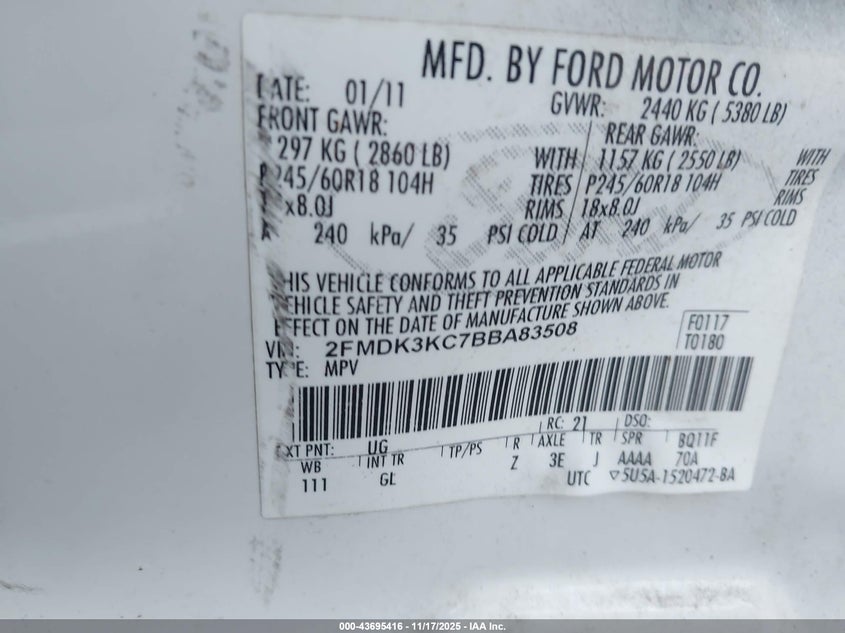 MFD. BY FORD MOTOR CO.
DATE: 01/11 GVWR: 2440 KG ( 5380 LB)
FRONT GAWR: REAR GAWR:
297 KG ( 2860 LB) WITH 1157 KG ( 2550 LB) WITH
P245/60R18 104H TIRES P245/60R18 104H TIRES
x8.0J RIMS 18x8.0J RIMS
A 240 kPa/ 35 PSI COLD / AT 240 kPa/ 35 PSI COLD
THIS VEHICLE CONFORMS TO ALL APPLICABLE FEDERAL MOTOR
VEHICLE SAFETY AND THEFT PREVENTION STANDARDS IN
EFFECT ON THE DATE OF MANUFACTURE SHOWN ABOVE.
VIN: 2FMDK3KC7BBA83508 F0117
TYPE: MPV T0180
RC: 21 DSO:
EXT PNT: UG TP/PS R AXLE TR SPR BQ11F
WB INT TR Z 3E J AAAA 70A
111 GL UTC ▽5U5A-1520472-BA
000-43695416 - 11/17/2025 - IAA Inc.